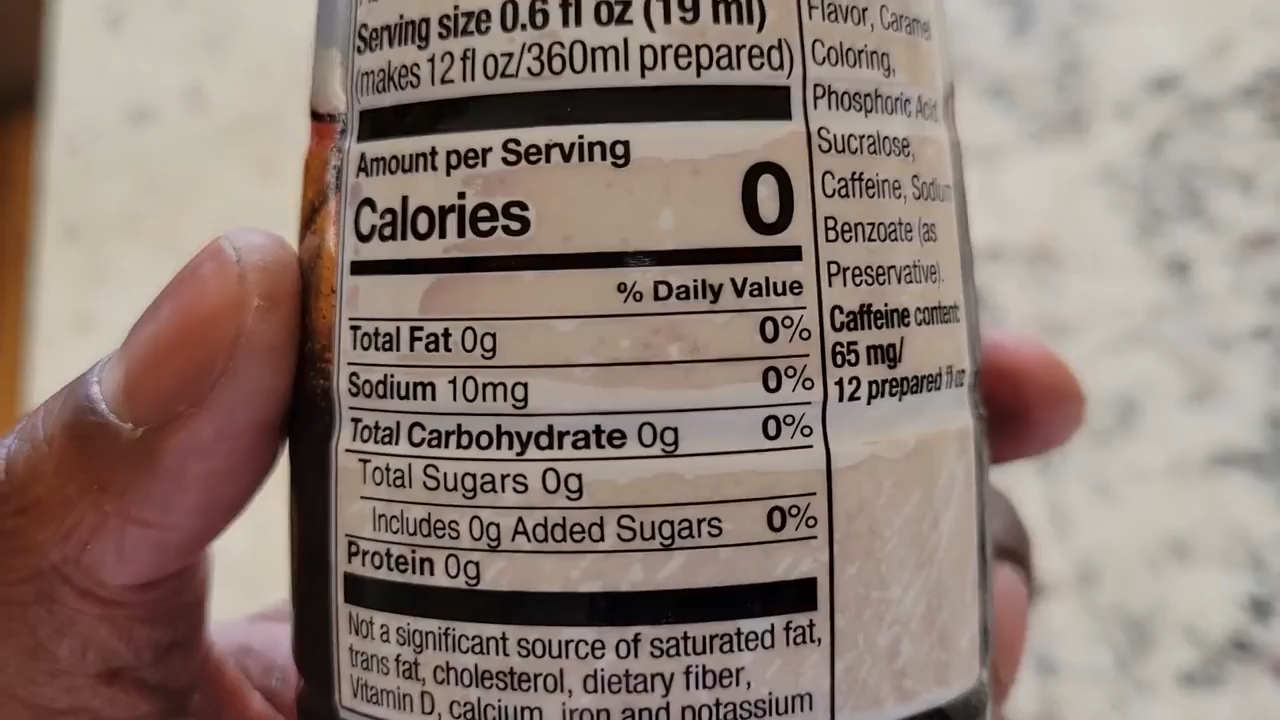 Serving size 0.6 fl oz (19 ml)
(makes 12 fl oz/360ml prepared)
Amount per Serving
Calories 0
% Daily Value
Total Fat 0g 0%
Sodium 10mg 0%
Total Carbohydrate 0g 0%
Total Sugars 0g
Includes 0g Added Sugars 0%
Protein 0g
Not a significant source of saturated fat,
trans fat, cholesterol, dietary fiber,
Vitamin D, calcium, iron and potassium
Flavor, Caramel
Coloring,
Phosphoric Acid,
Sucralose,
Caffeine, Sodium
Benzoate (as
Preservative).
Caffeine content:
65 mg/
12 prepared fl oz